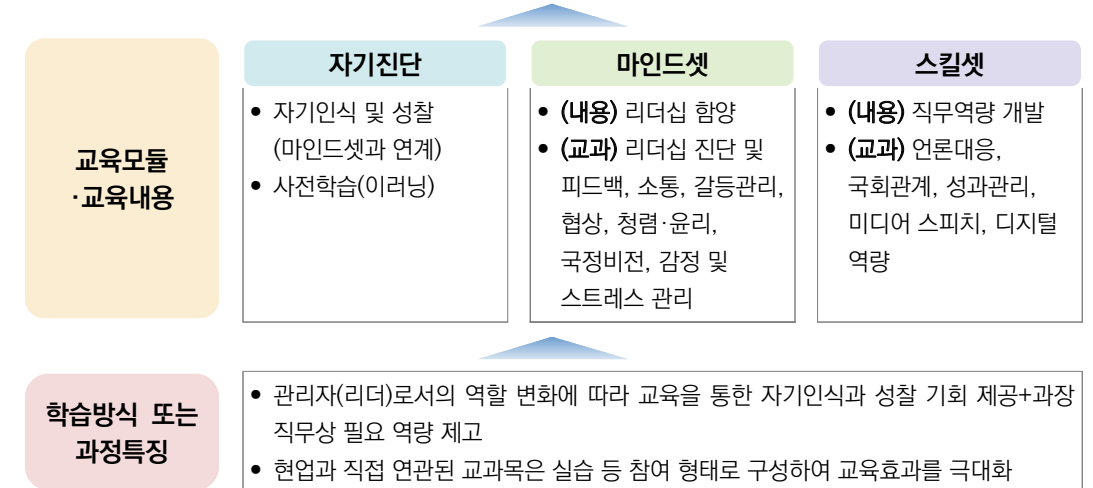 교육모듈
·교육내용
자기진단
• 자기인식 및 성찰
(마인드셋과 연계)
• 사전학습(이러닝)
마인드셋
• (내용) 리더십 함양
• (교과) 리더십 진단 및
피드백, 소통, 갈등관리,
협상, 청렴·윤리,
국정비전, 감정 및
스트레스 관리
스킬셋
• (내용) 직무역량 개발
• (교과) 언론대응,
국회관계, 성과관리,
미디어 스피치, 디지털
역량
학습방식 또는
과정특징
• 관리자(리더)로서의 역할 변화에 따라 교육을 통한 자기인식과 성찰 기회 제공+과장
직무상 필요 역량 제고
• 현업과 직접 연관된 교과목은 실습 등 참여 형태로 구성하여 교육효과를 극대화